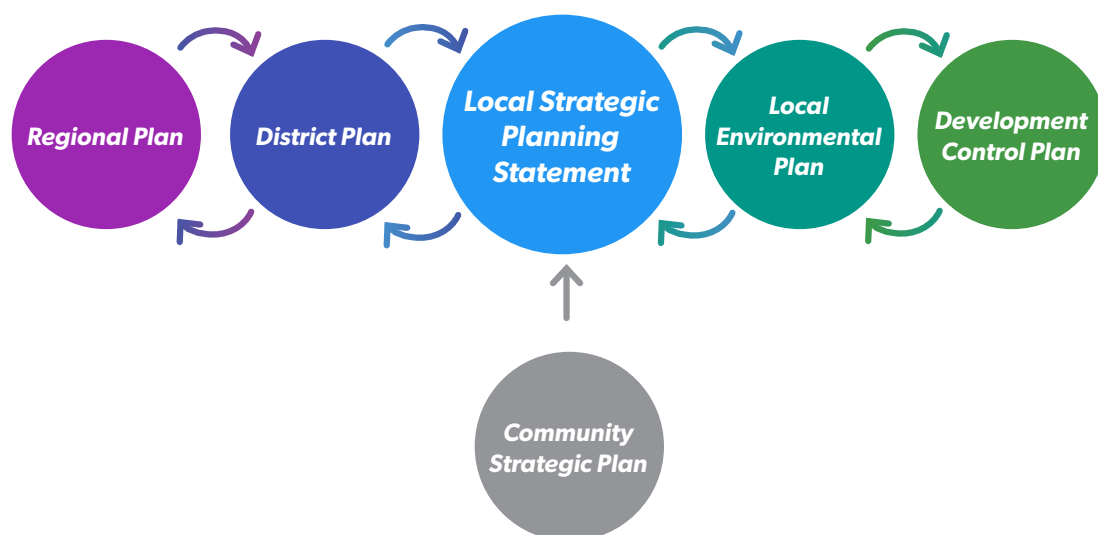 Regional Plan
District Plan
Local Strategic
Planning
Statement
Local
Environmental
Plan
Development
Control Plan
Community
Strategic Plan